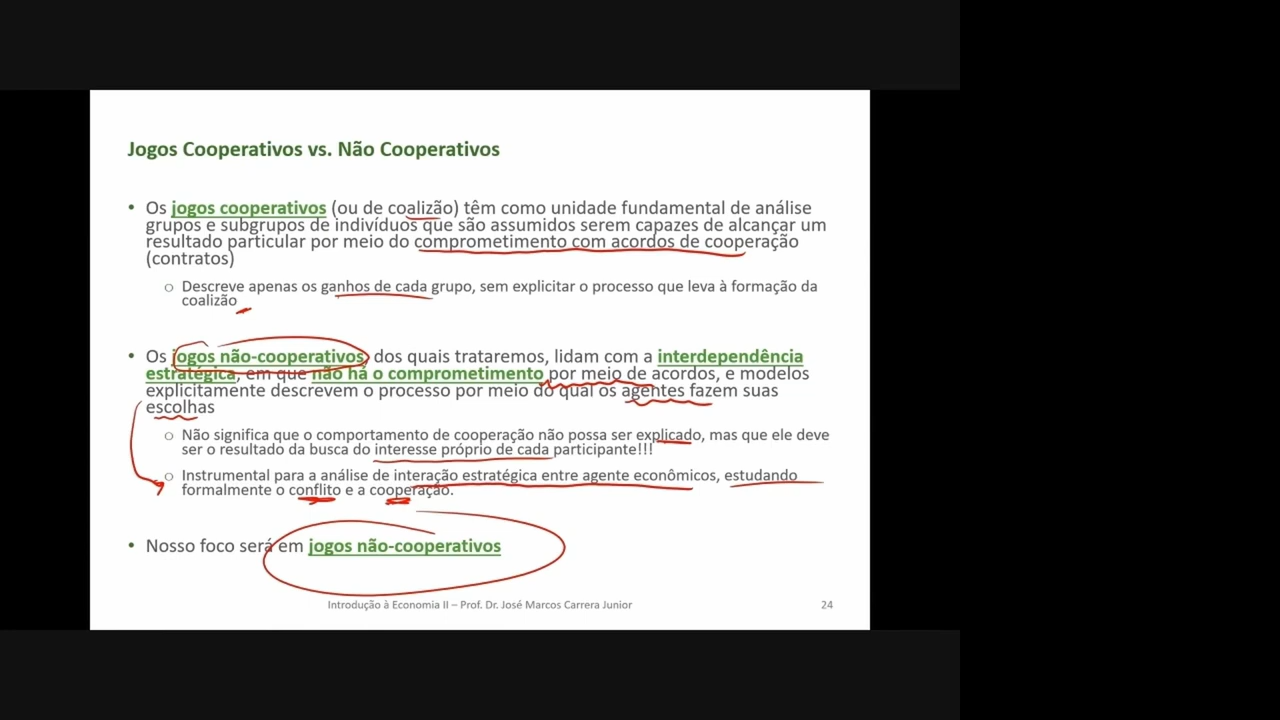 Jogos Cooperativos vs. Não Cooperativos
• Os jogos cooperativos (ou de coalizão) têm como unidade fundamental de análise
grupos e subgrupos de indivíduos que são assumidos serem capazes de alcançar um
resultado particular por meio do comprometimento com acordos de cooperação
(contratos)
○ Descreve apenas os ganhos de cada grupo, sem explicitar o processo que leva à formação da
coalizão
• Os jogos não-cooperativos, dos quais trataremos, lidam com a interdependência
estratégica, em que não há o comprometimento por meio de acordos, e modelos
explicitamente descrevem o processo por meio do qual os agentes fazem suas
escolhas
○ Não significa que o comportamento de cooperação não possa ser explicado, mas que ele deve
ser o resultado da busca do interesse próprio de cada participante!!!
○ Instrumental para a análise de interação estratégica entre agente econômicos, estudando
formalmente o conflito e a cooperação.
• Nosso foco será em jogos não-cooperativos
Introdução à Economia II – Prof. Dr. José Marcos Carrera Junior
24